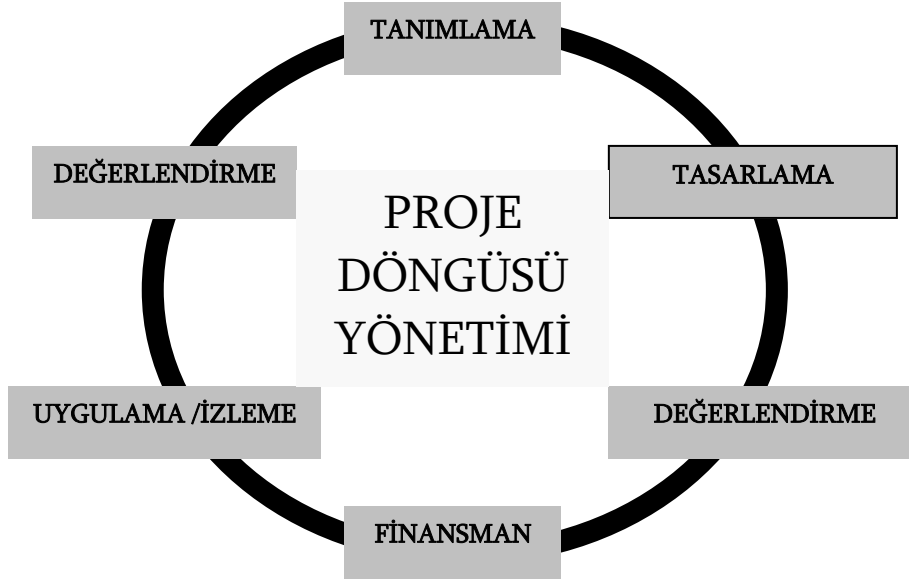 TANIMLAMA
DEĞERLENDİRME
TASARLAMA
PROJE
DÖNGÜSÜ
YÖNETİMİ
UYGULAMA /İZLEME
DEĞERLENDİRME
FİNANSMAN